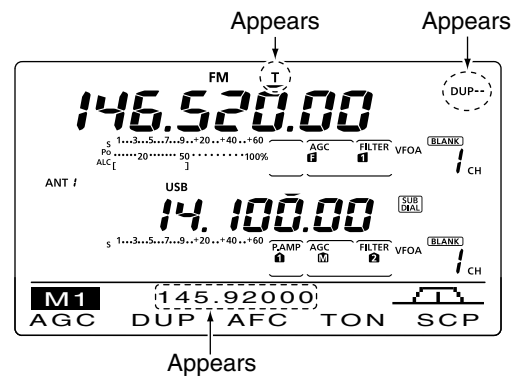 Appears Appears
FM T
146.520.00 DUP--
S 1•••3•••5•••7•••9••+20••+40••+60 AGC FILTER VFOA BLANK
Po •••••••20•••••••50••••••••••100% F 1 1 CH
ALC [ ]
ANT 1
USB
14.100.00 SUB DIAL
S 1•••3•••5•••7•••9••+20••+40••+60 P.AMP AGC FILTER VFOA BLANK
1 M 2 1 CH
M1 145.92000
AGC DUP AFC TON SCP
Appears